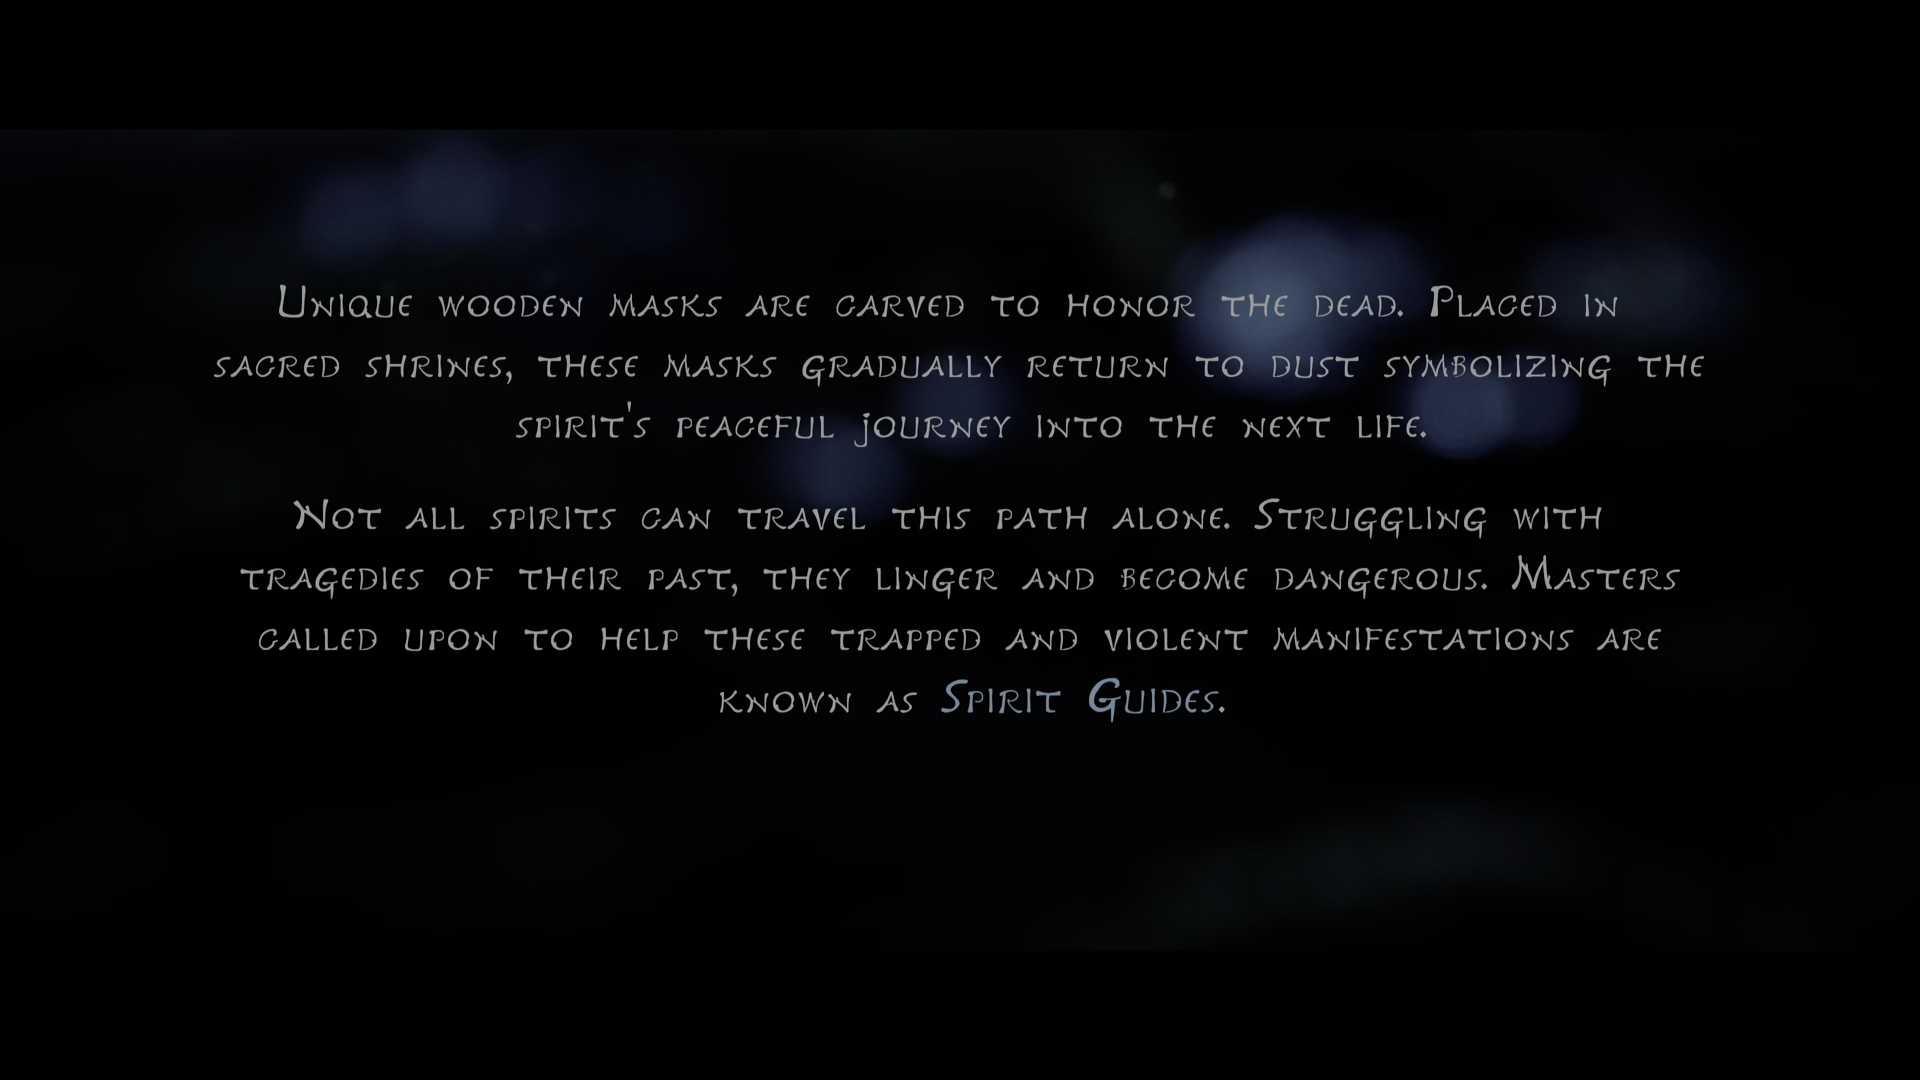 Unique wooden masks are carved to honor the dead. Placed in
sacred shrines, these masks gradually return to dust symbolizing the
spirit's peaceful journey into the next life.
Not all spirits can travel this path alone. Struggling with
tragedies of their past, they linger and become dangerous. Masters
called upon to help these trapped and violent manifestations are
known as Spirit Guides.